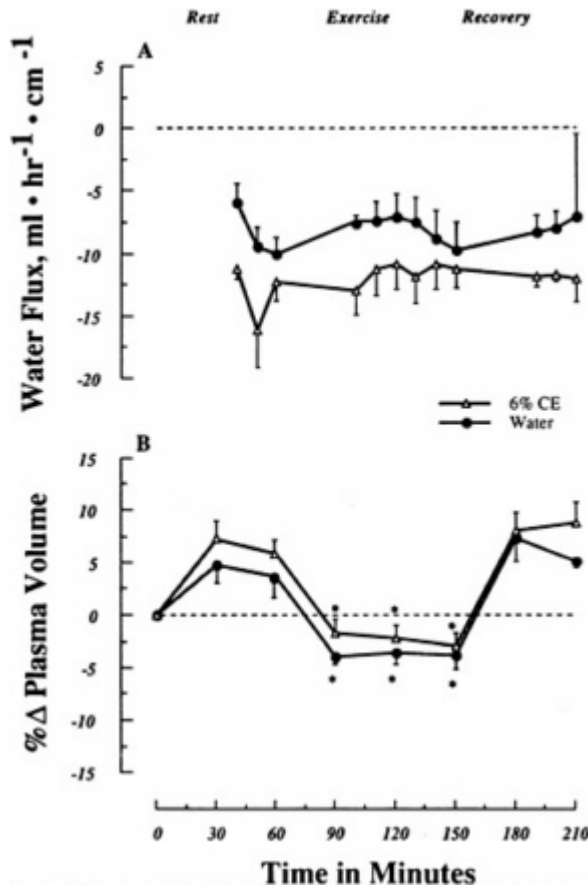 Rest Exercise Recovery
A
Water Flux, ml • hr⁻¹ • cm⁻¹
5
0
-5
-10
-15
-20
6% CE
Water
B
% Δ Plasma Volume
15
10
5
0
-5
-10
-15
* * *
* * *
0 30 60 90 120 150 180 210
Time in Minutes